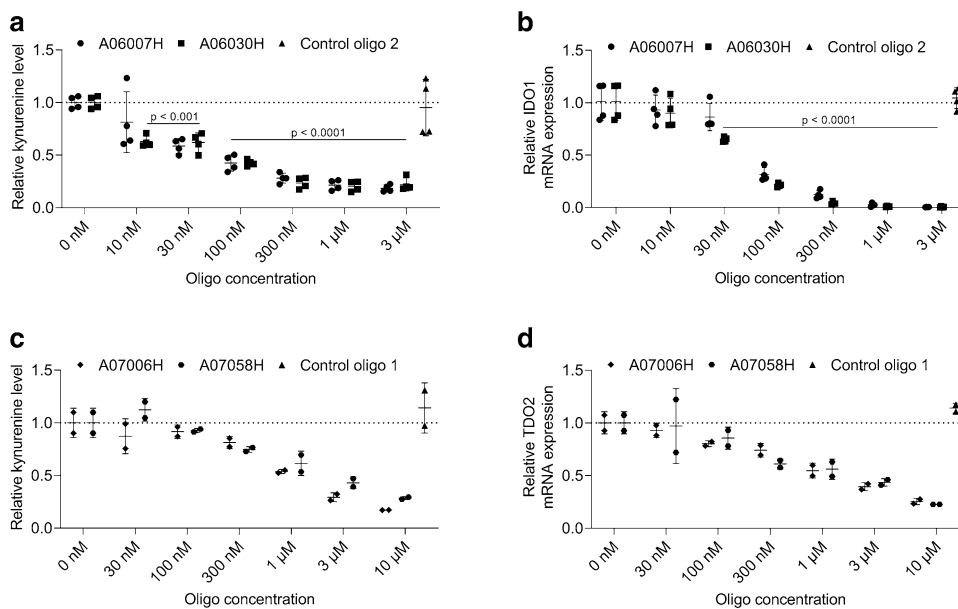 a
A06007H A06030H Control oligo 2
Relative kynurenine level
1.5
1.0
0.5
0.0
p < 0.001
p < 0.0001
0 nM 10 nM 30 nM 100 nM 300 nM 1 µM 3 µM
Oligo concentration
b
A06007H A06030H Control oligo 2
Relative IDO1
mRNA expression
1.5
1.0
0.5
0.0
p < 0.0001
0 nM 10 nM 30 nM 100 nM 300 nM 1 µM 3 µM
Oligo concentration
c
A07006H A07058H Control oligo 1
Relative kynurenine level
1.5
1.0
0.5
0.0
0 nM 30 nM 100 nM 300 nM 1 µM 3 µM 10 µM
Oligo concentration
d
A07006H A07058H Control oligo 1
Relative TDO2
mRNA expression
1.5
1.0
0.5
0.0
0 nM 30 nM 100 nM 300 nM 1 µM 3 µM 10 µM
Oligo concentration